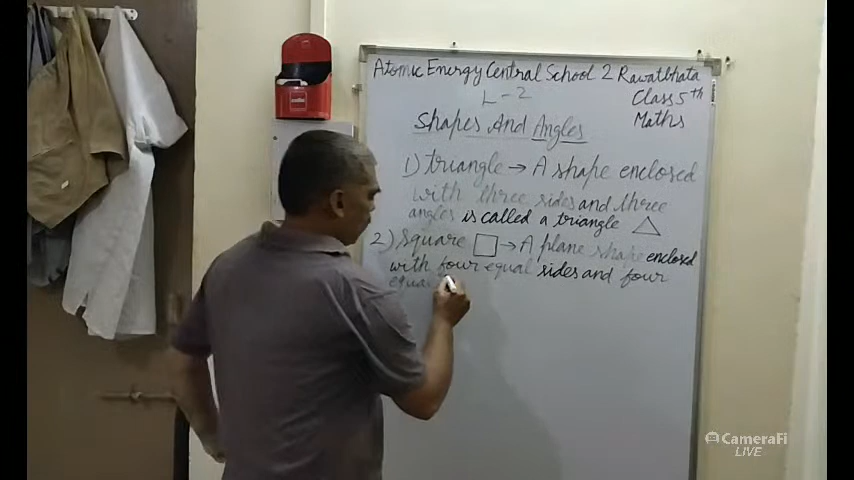 Atomic Energy Central School 2 Rawatbhata
L-2
Class 5th
Maths
Shapes And Angles
1) triangle → A shape enclosed
with three sides and three
angles is called a triangle
2) Square → A plane shape enclosed
with four equal sides and four
equa
CameraFi
LIVE